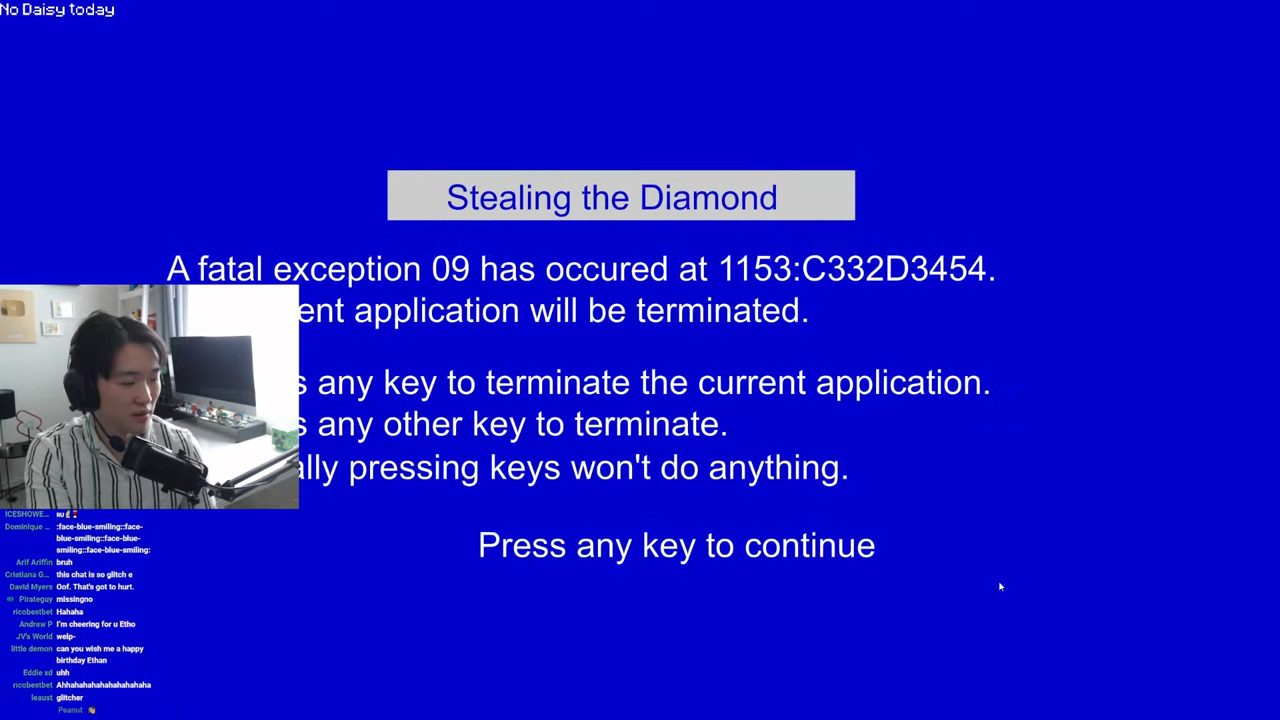 No Daisy today
Stealing the Diamond
A fatal exception 09 has occured at 1153:C332D3454.
ent application will be terminated.
s any key to terminate the current application.
s any other key to terminate.
ally pressing keys won't do anything.
Press any key to continue
ICESHOWE...
Dominique ... :face-blue-smiling::face-
blue-smiling::face-blue-
smiling::face-blue-smiling:
Arif Ariffin bruh
Cristiana G... this chat is so glitch e
David Myers Oof. That's got to hurt.
Pirateguy missingno
ricobestbet Hahaha
Andrew P I'm cheering for u Etho
JV's World welp-
little demon can you wish me a happy
birthday Ethan
Eddie xd uhh
ricobestbet Ahhahahahahahahahahaha
leaust glitcher
Peanut